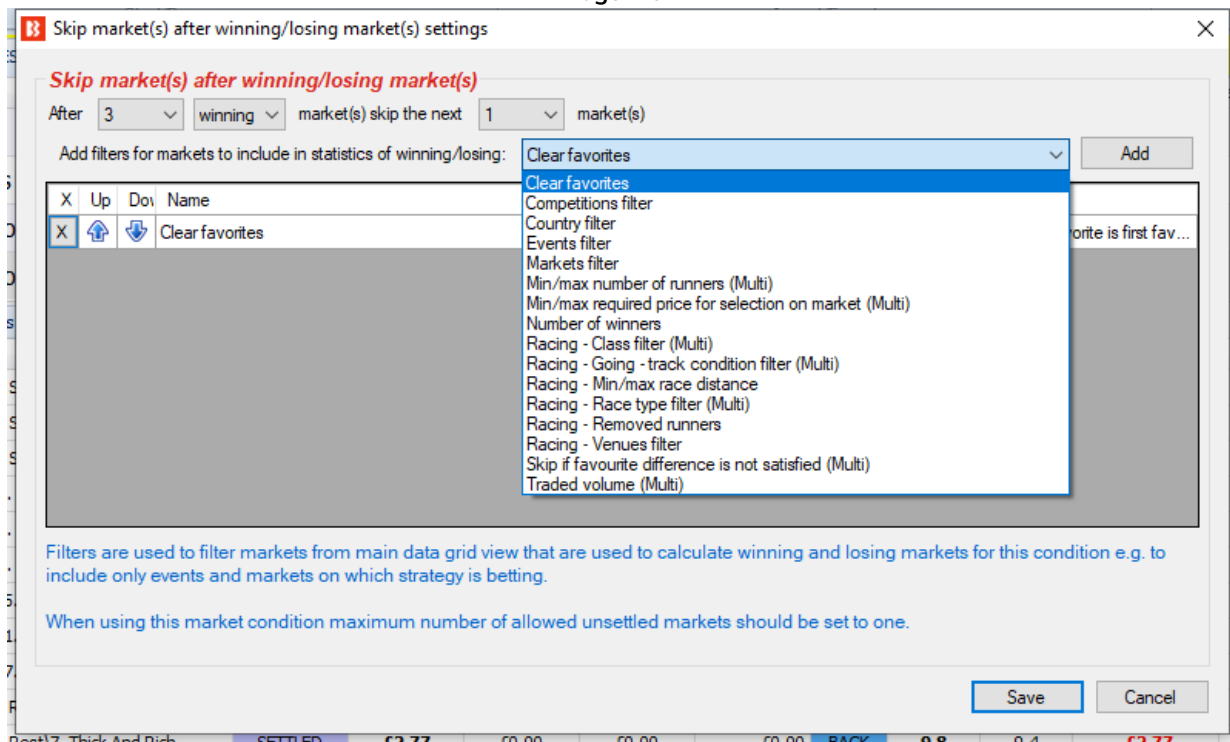 Skip market(s) after winning/losing market(s) settings
Skip market(s) after winning/losing market(s)
After 3 winning market(s) skip the next 1 market(s)
Add filters for markets to include in statistics of winning/losing: Clear favorites Add
X Up Dov Name
X Clear favorites orite is first fav...
Clear favorites
Competitions filter
Country filter
Events filter
Markets filter
Min/max number of runners (Multi)
Min/max required price for selection on market (Multi)
Number of winners
Racing - Class filter (Multi)
Racing - Going - track condition filter (Multi)
Racing - Min/max race distance
Racing - Race type filter (Multi)
Racing - Removed runners
Racing - Venues filter
Skip if favourite difference is not satisfied (Multi)
Traded volume (Multi)
Filters are used to filter markets from main data grid view that are used to calculate winning and losing markets for this condition e.g. to
include only events and markets on which strategy is betting.
When using this market condition maximum number of allowed unsettled markets should be set to one.
Save Cancel